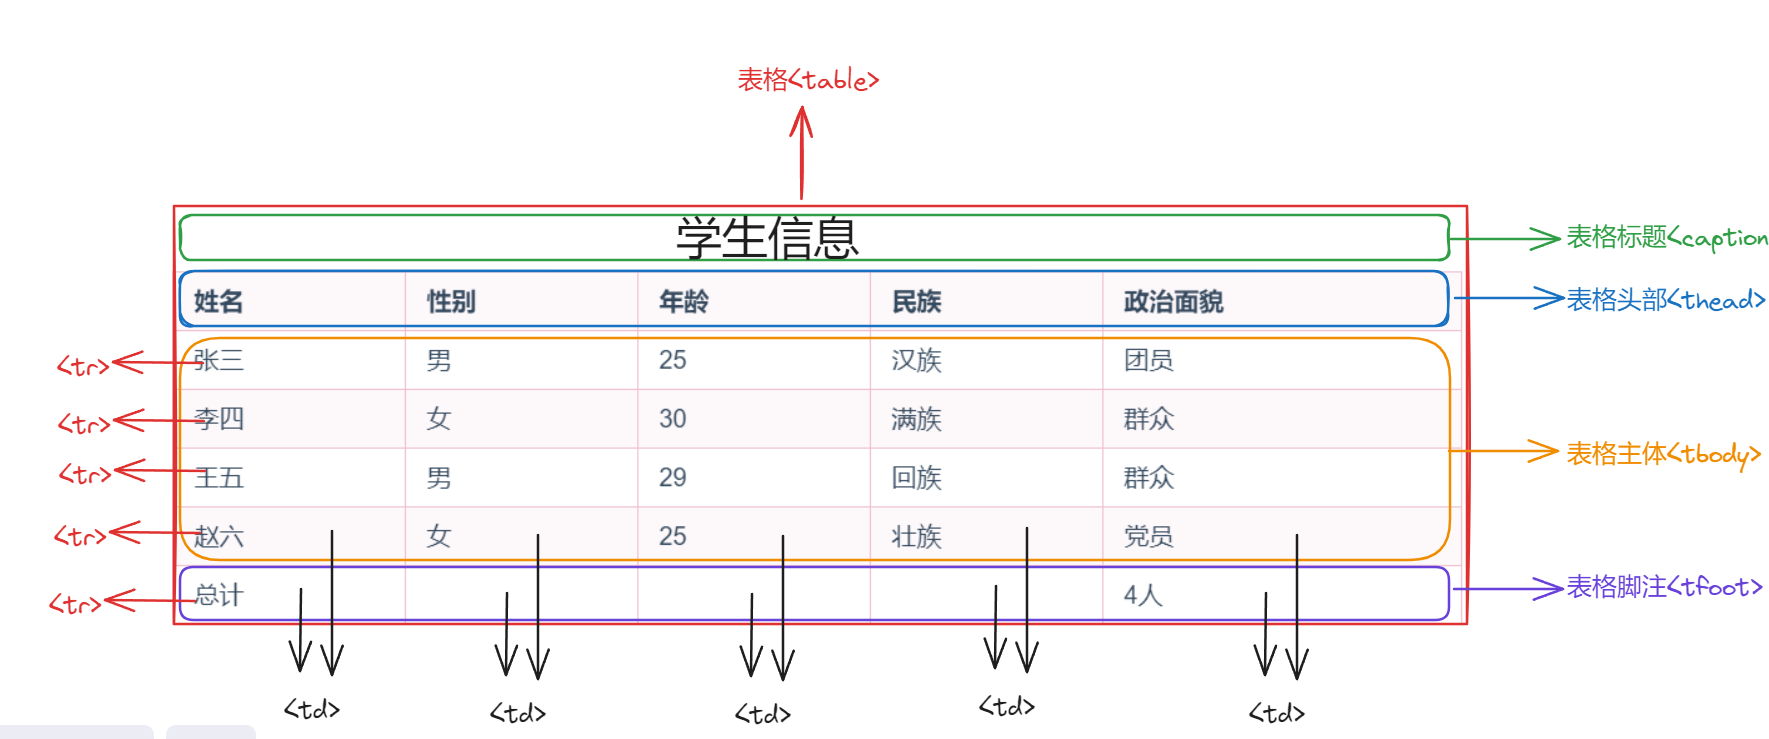 表格<table>
学生信息
表格标题<caption
姓名 性别 年龄 民族 政治面貌
表格头部<thead>
<tr> 张三 男 25 汉族 团员
<tr> 李四 女 30 满族 群众
表格主体<tbody>
<tr> 王五 男 29 回族 群众
<tr> 赵六 女 25 壮族 党员
<tr> 总计 4人
表格脚注<tfoot>
<td> <td> <td> <td> <td>